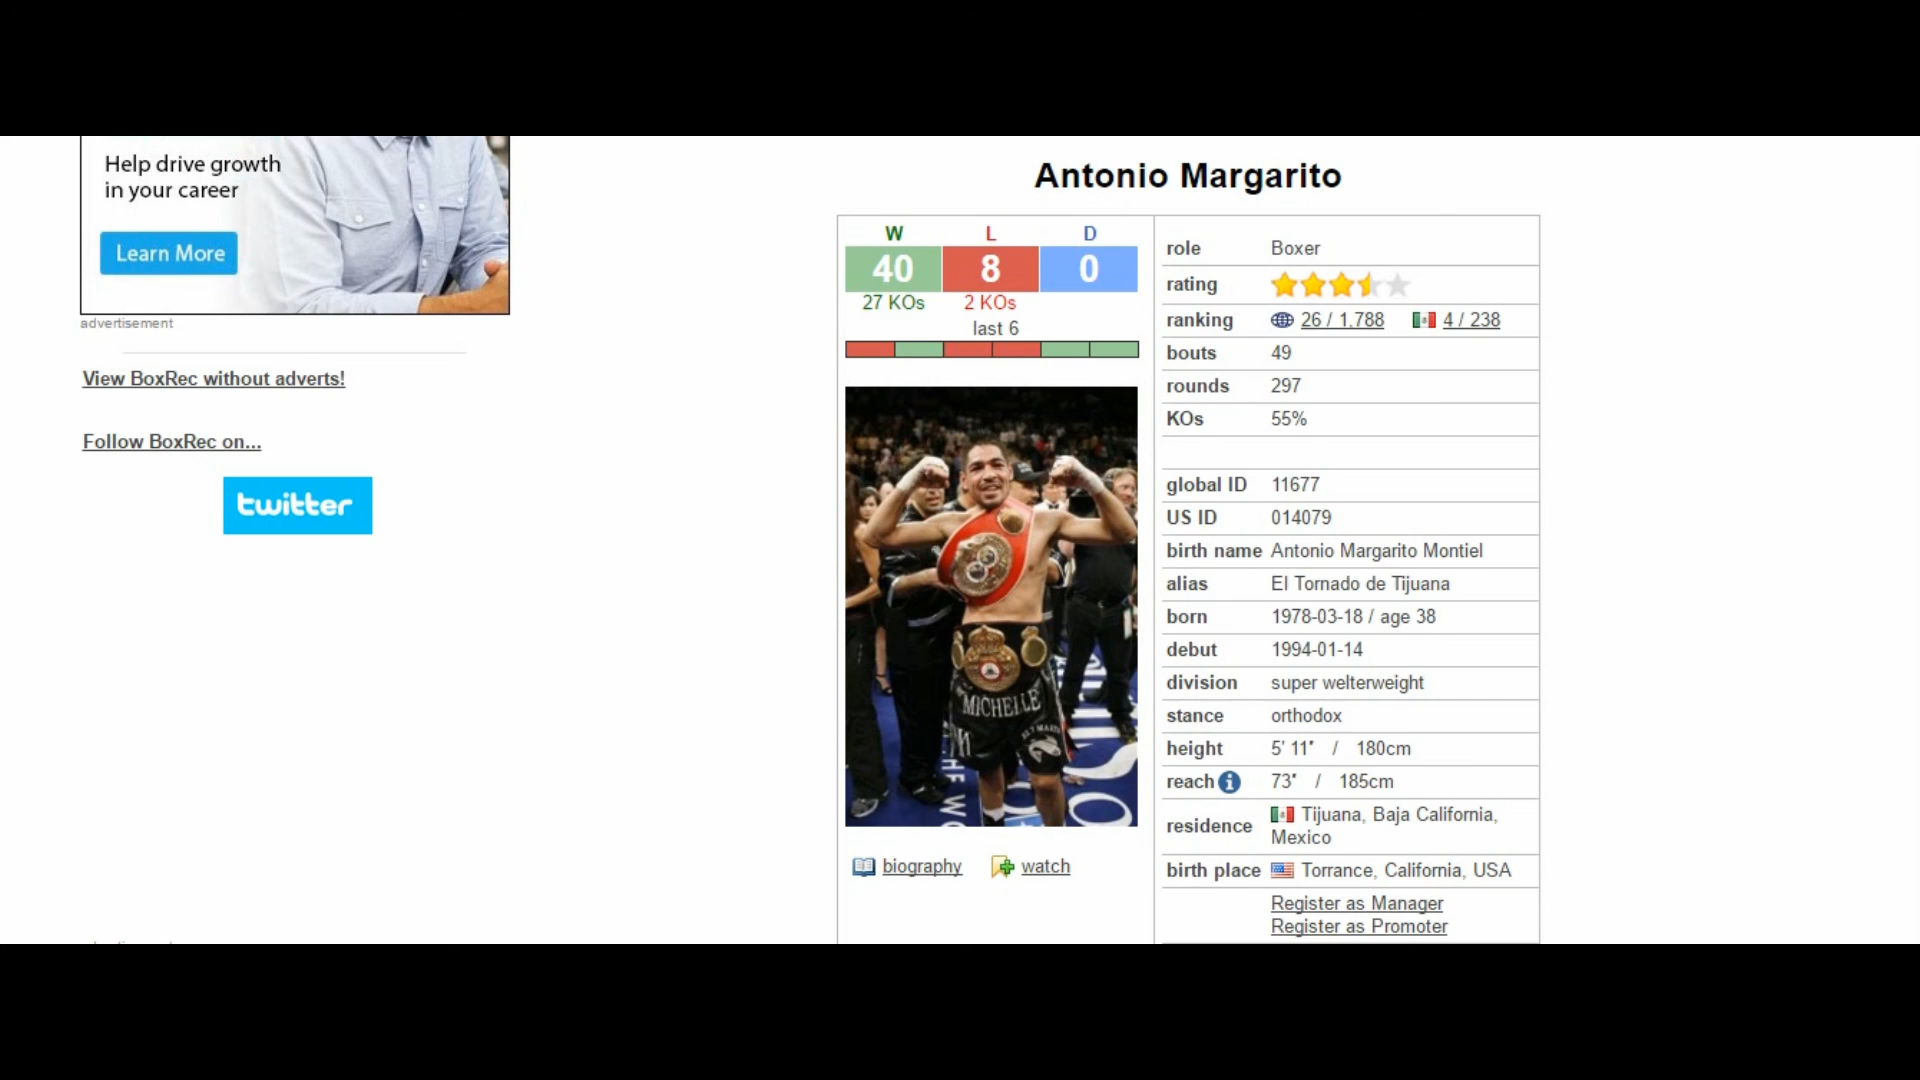 Help drive growth
in your career
Learn More
advertisement
View BoxRec without adverts!
Follow BoxRec on...
twitter
Antonio Margarito
W L D
40 8 0
27 KOs 2 KOs
last 6
MICHELLE
biography watch
role Boxer
rating
ranking 26 / 1,788 4 / 238
bouts 49
rounds 297
KOs 55%
global ID 11677
US ID 014079
birth name Antonio Margarito Montiel
alias El Tornado de Tijuana
born 1978-03-18 / age 38
debut 1994-01-14
division super welterweight
stance orthodox
height 5′ 11″ / 180cm
reach 73″ / 185cm
residence Tijuana, Baja California,
Mexico
birth place Torrance, California, USA
Register as Manager
Register as Promoter